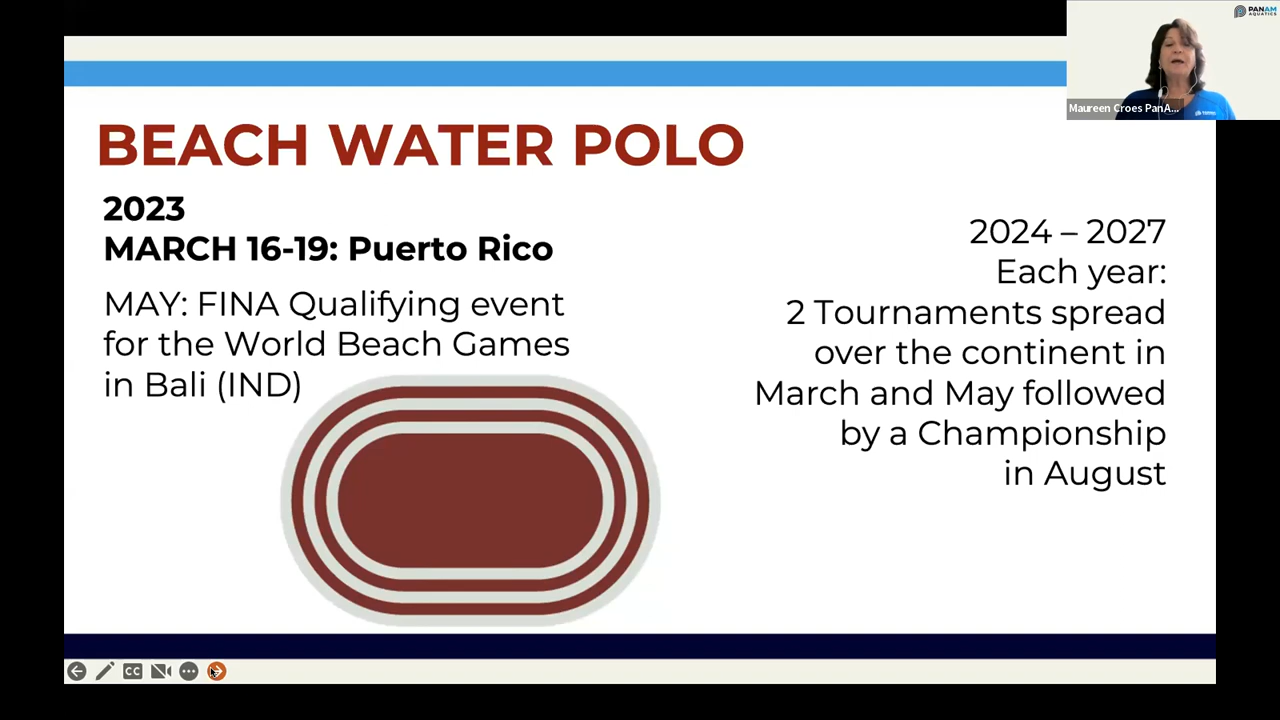 PANAM
AQUATICS
Maureen Croes PanA...
BEACH WATER POLO
2023
MARCH 16-19: Puerto Rico
MAY: FINA Qualifying event
for the World Beach Games
in Bali (IND)
2024 – 2027
Each year:
2 Tournaments spread
over the continent in
March and May followed
by a Championship
in August
CC